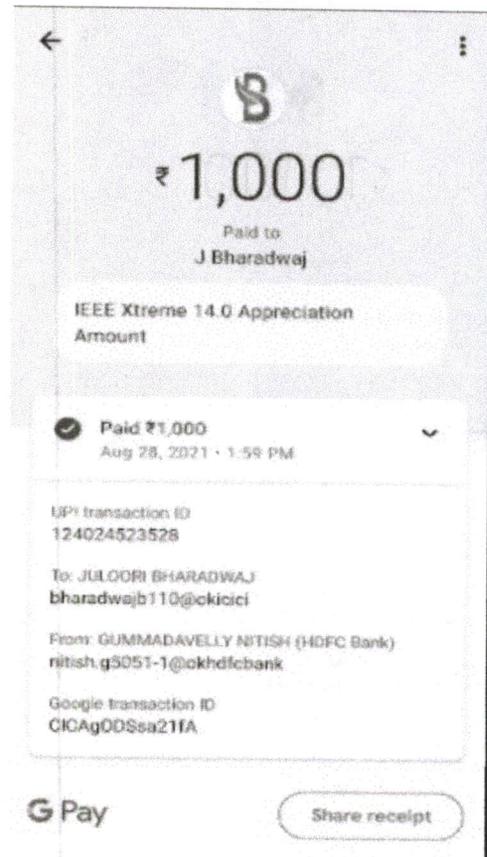 ₹1,000
Paid to
J Bharadwaj
IEEE Xtreme 14.0 Appreciation
Amount
Paid ₹1,000
Aug 28, 2021 • 1:59 PM
UPI transaction ID
124024523528
To: JULOORI BHARADWAJ
bharadwajb110@okicici
From: GUMMADAVELLY NITISH (HDFC Bank)
nitish.g5051-1@okhdfcbank
Google transaction ID
G Pay
Share receipt